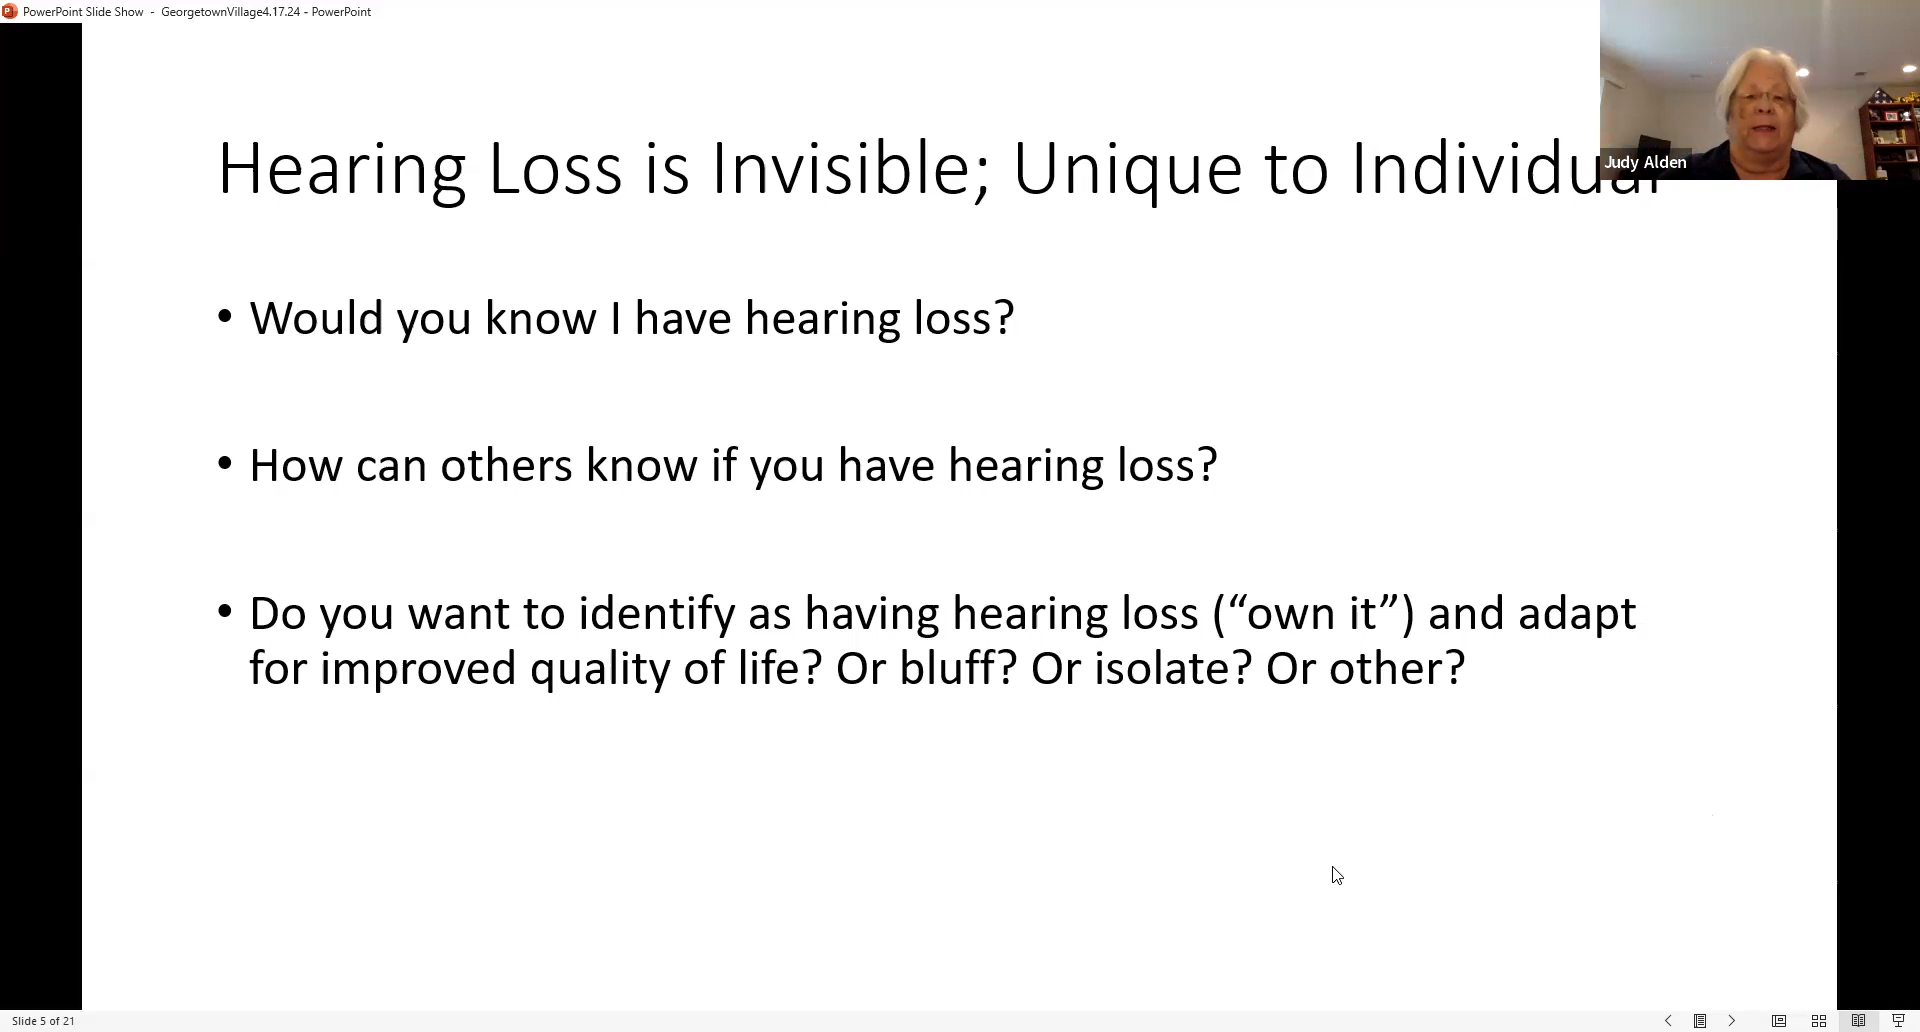 PowerPoint Slide Show - GeorgetownVillage4.17.24 - PowerPoint
Judy Alden
Hearing Loss is Invisible; Unique to Individual
• Would you know I have hearing loss?
• How can others know if you have hearing loss?
• Do you want to identify as having hearing loss (“own it”) and adapt
for improved quality of life? Or bluff? Or isolate? Or other?
Slide 5 of 21